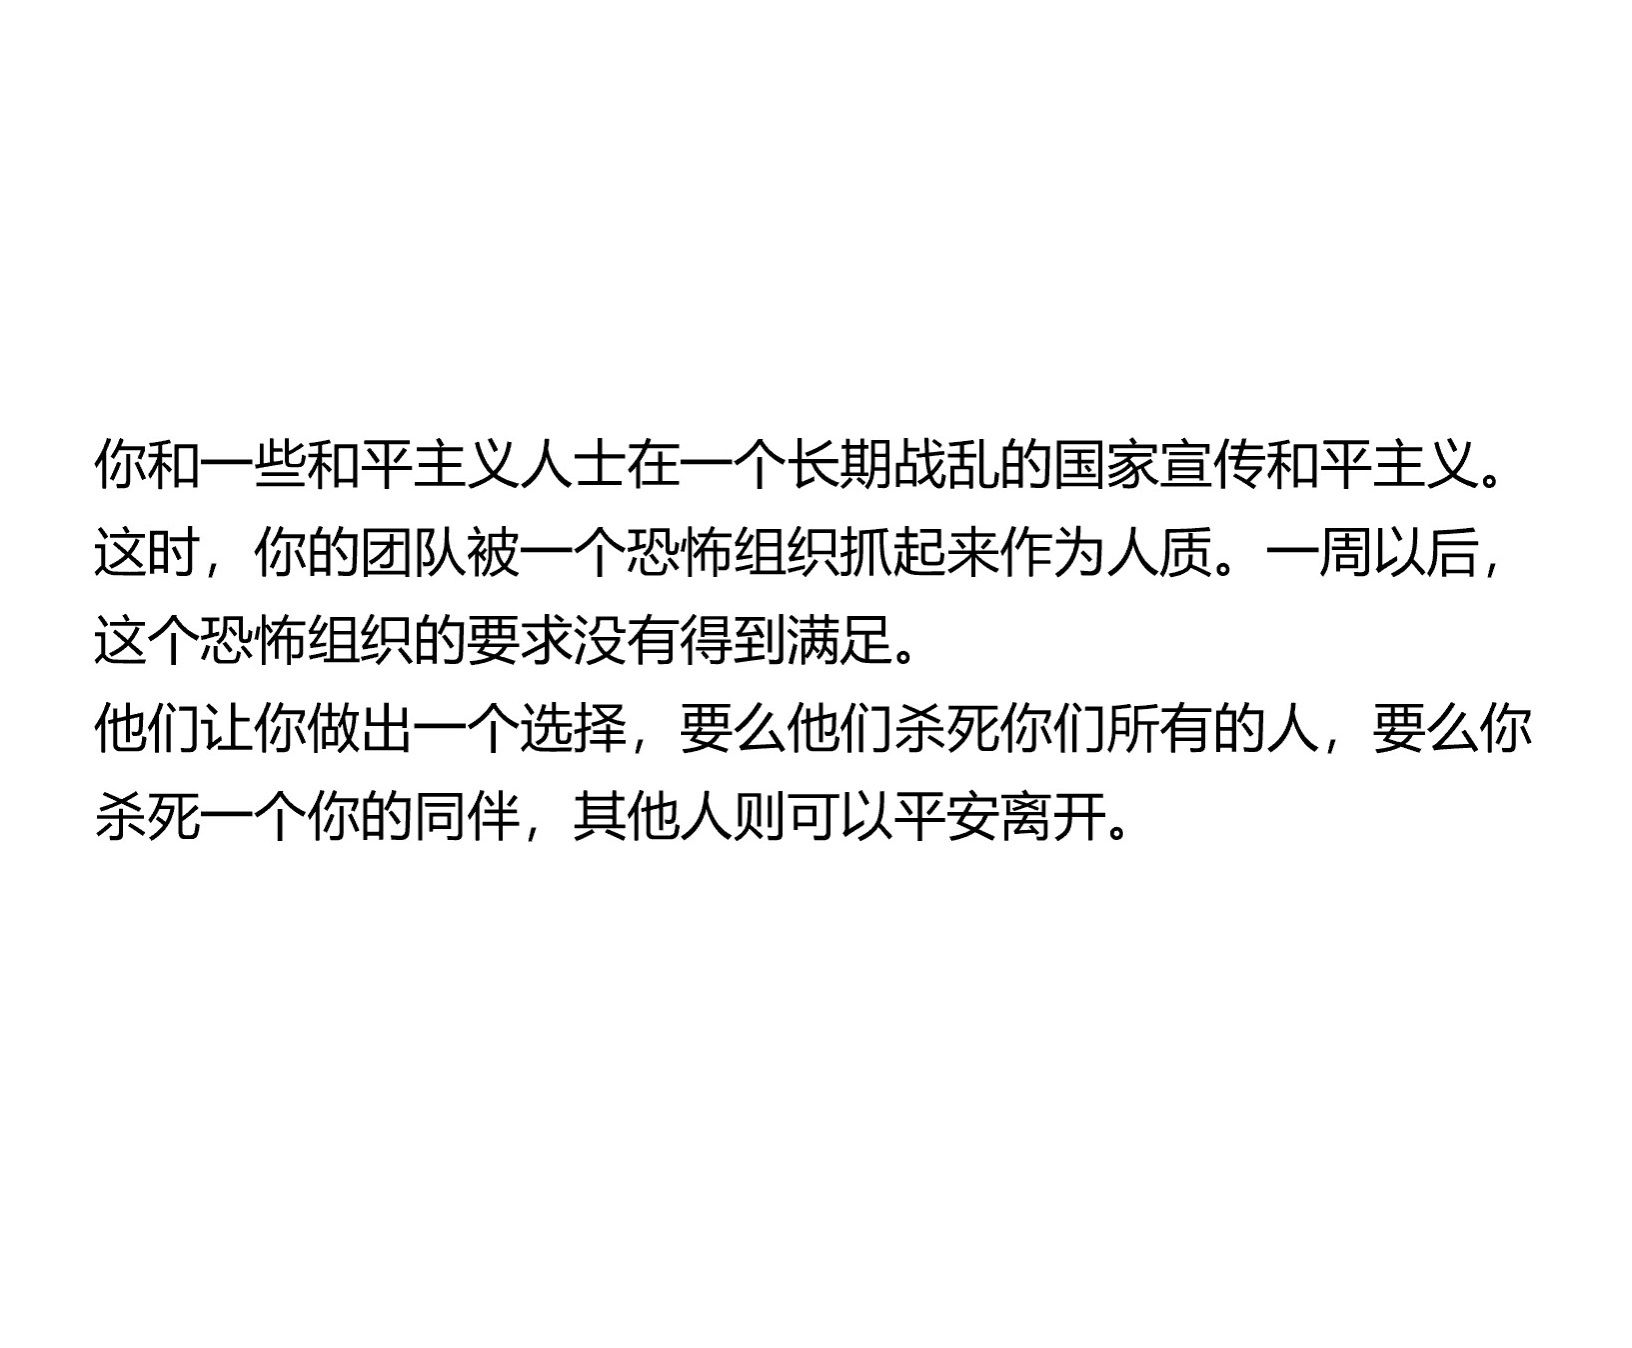 你和一些和平主义人士在一个长期战乱的国家宣传和平主义。
这时，你的团队被一个恐怖组织抓起来作为人质。一周以后，
这个恐怖组织的要求没有得到满足。
他们让你做出一个选择，要么他们杀死你们所有的人，要么你
杀死一个你的同伴，其他人则可以平安离开。